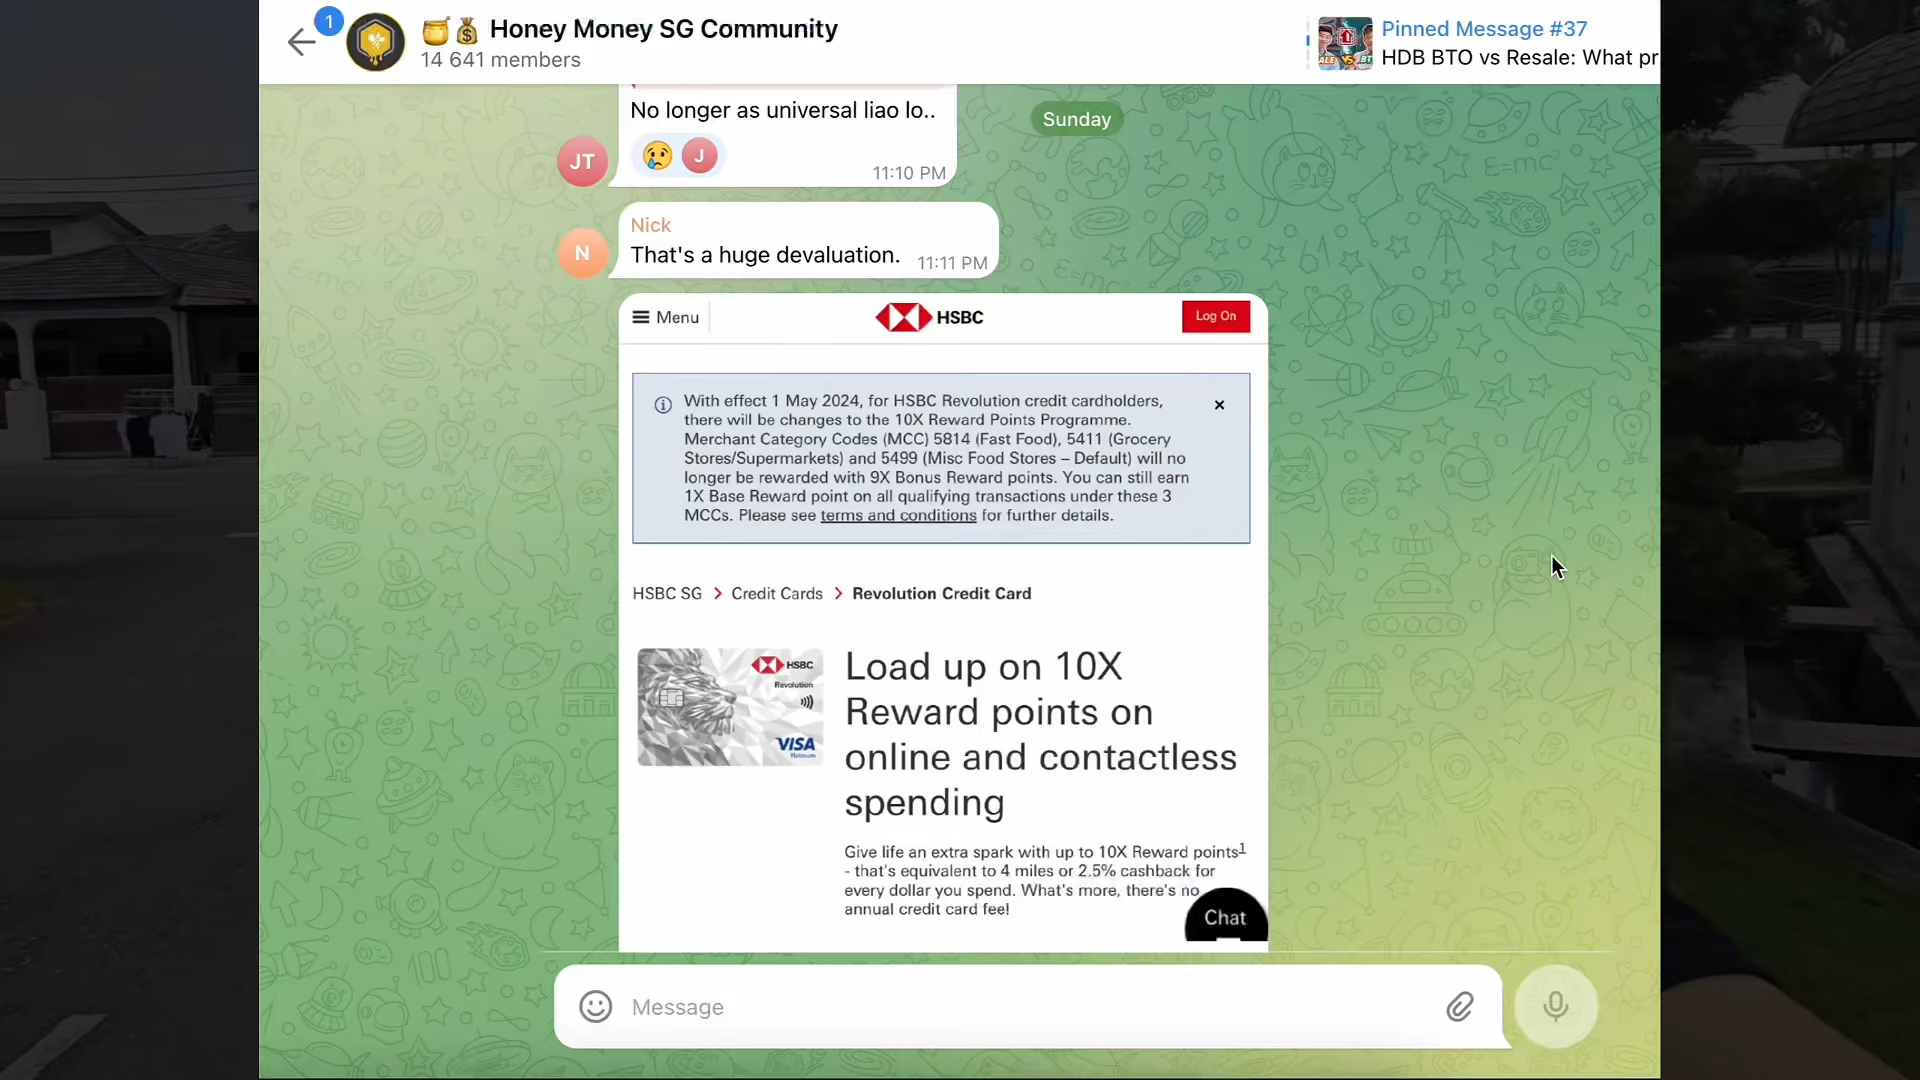 1
🍯💰 Honey Money SG Community
14 641 members
Pinned Message #37
HDB BTO vs Resale: What pr
Sunday
No longer as universal liao lo..
JT
😢 J
11:10 PM
Nick
N
That's a huge devaluation.
11:11 PM
Menu
HSBC
Log On
With effect 1 May 2024, for HSBC Revolution credit cardholders,
there will be changes to the 10X Reward Points Programme.
Merchant Category Codes (MCC) 5814 (Fast Food), 5411 (Grocery
Stores/Supermarkets) and 5499 (Misc Food Stores – Default) will no
longer be rewarded with 9X Bonus Reward points. You can still earn
1X Base Reward point on all qualifying transactions under these 3
MCCs. Please see terms and conditions for further details.
HSBC SG > Credit Cards > Revolution Credit Card
HSBC
Revolution
VISA
Platinum
Load up on 10X
Reward points on
online and contactless
spending
Give life an extra spark with up to 10X Reward points1
- that's equivalent to 4 miles or 2.5% cashback for
every dollar you spend. What's more, there's no
annual credit card fee!
Chat
Message